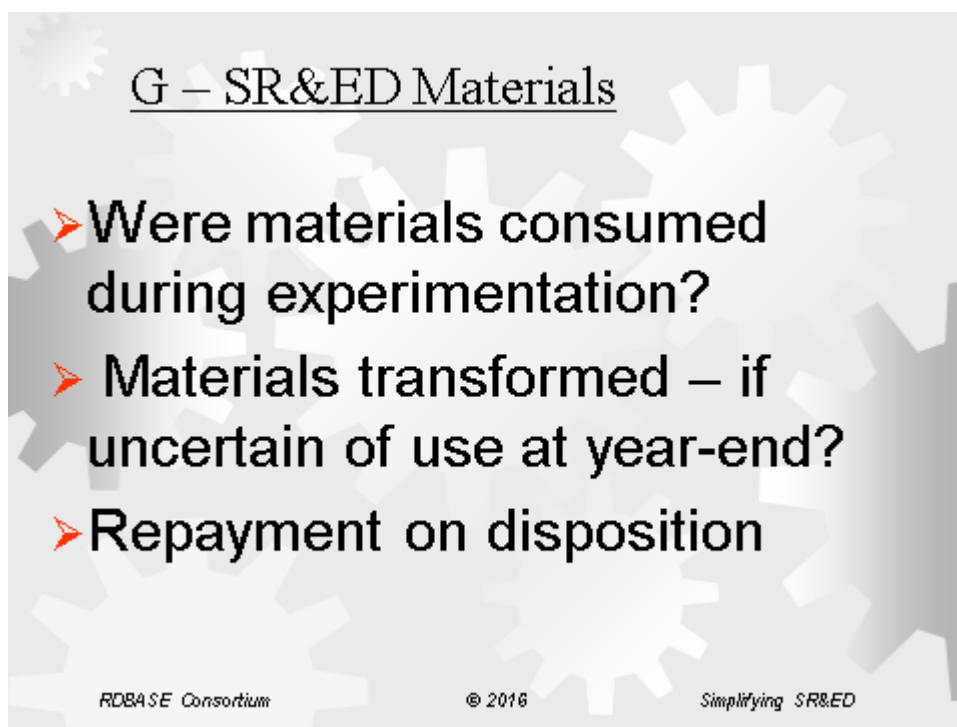 G – SR&ED Materials
➢Were materials consumed
during experimentation?
➢ Materials transformed – if
uncertain of use at year-end?
➢Repayment on disposition
RDBASE Consortium © 2016 Simplifying SR&ED